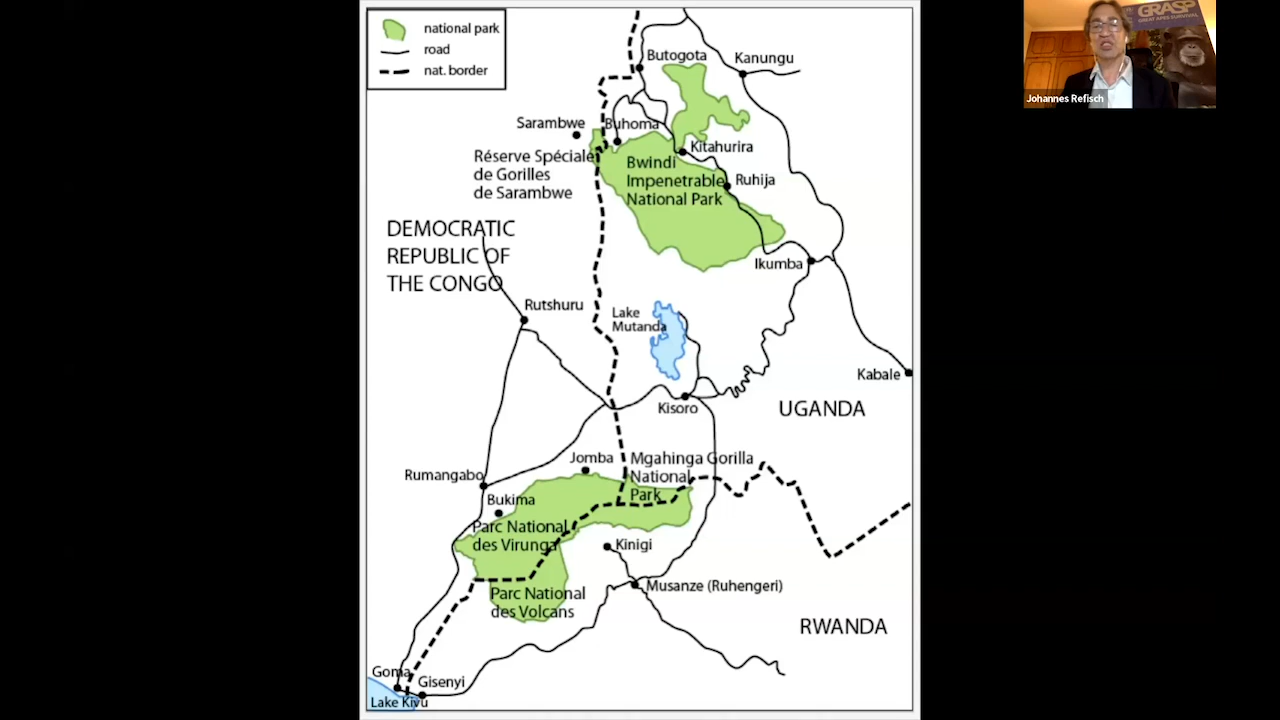 national park
road
nat. border
Butogota
Kanungu
Sarambwe
Buhoma
Kitahurira
Réserve Spéciale
de Gorilles
de Sarambwe
Bwindi
Impenetrable
National Park
Ruhija
DEMOCRATIC
REPUBLIC OF
THE CONGO
Ikumba
Rutshuru
Lake
Mutanda
Kabale
Kisoro
UGANDA
Jomba
Mgahinga Gorilla
National
Park
Rumangabo
Bukima
Parc National
des Virunga
Kinigi
Parc National
des Volcans
Musanze (Ruhengeri)
RWANDA
Goma
Gisenyi
Lake Kivu
GRASP
GREAT APES SURVIVAL
Johannes Refisch